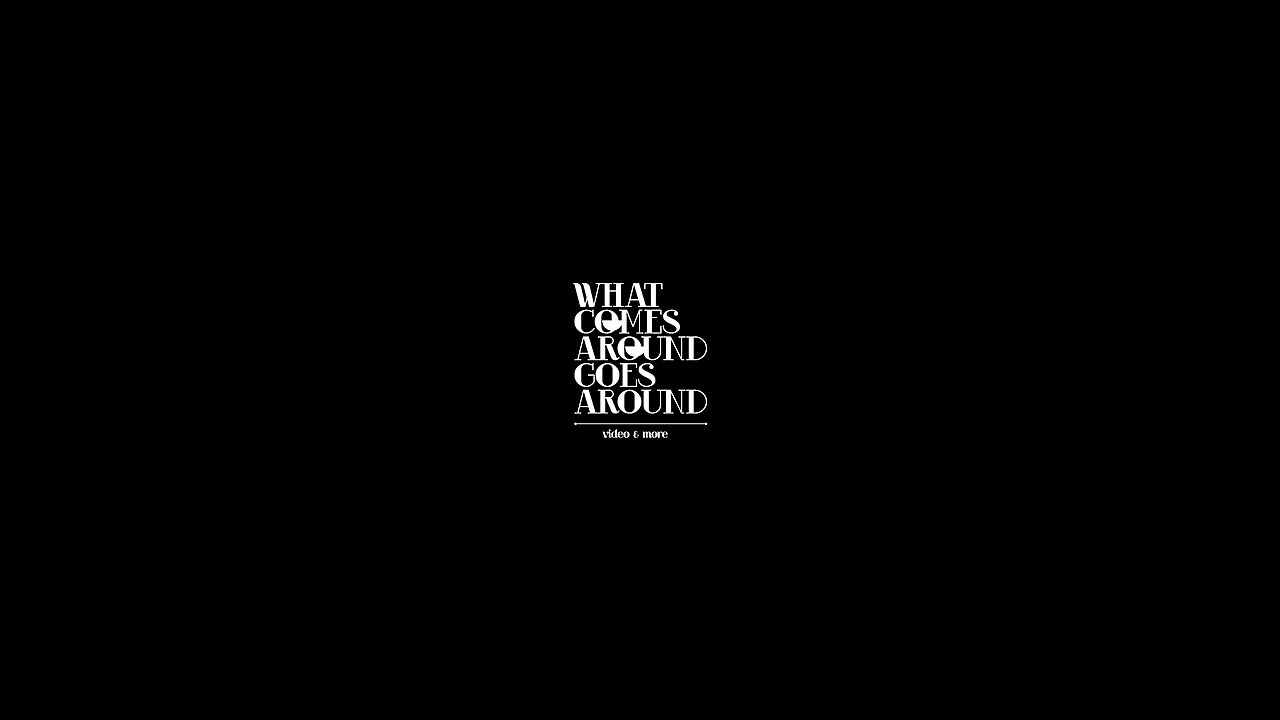 WHAT
COMES
AROUND
GOES
AROUND
video & more